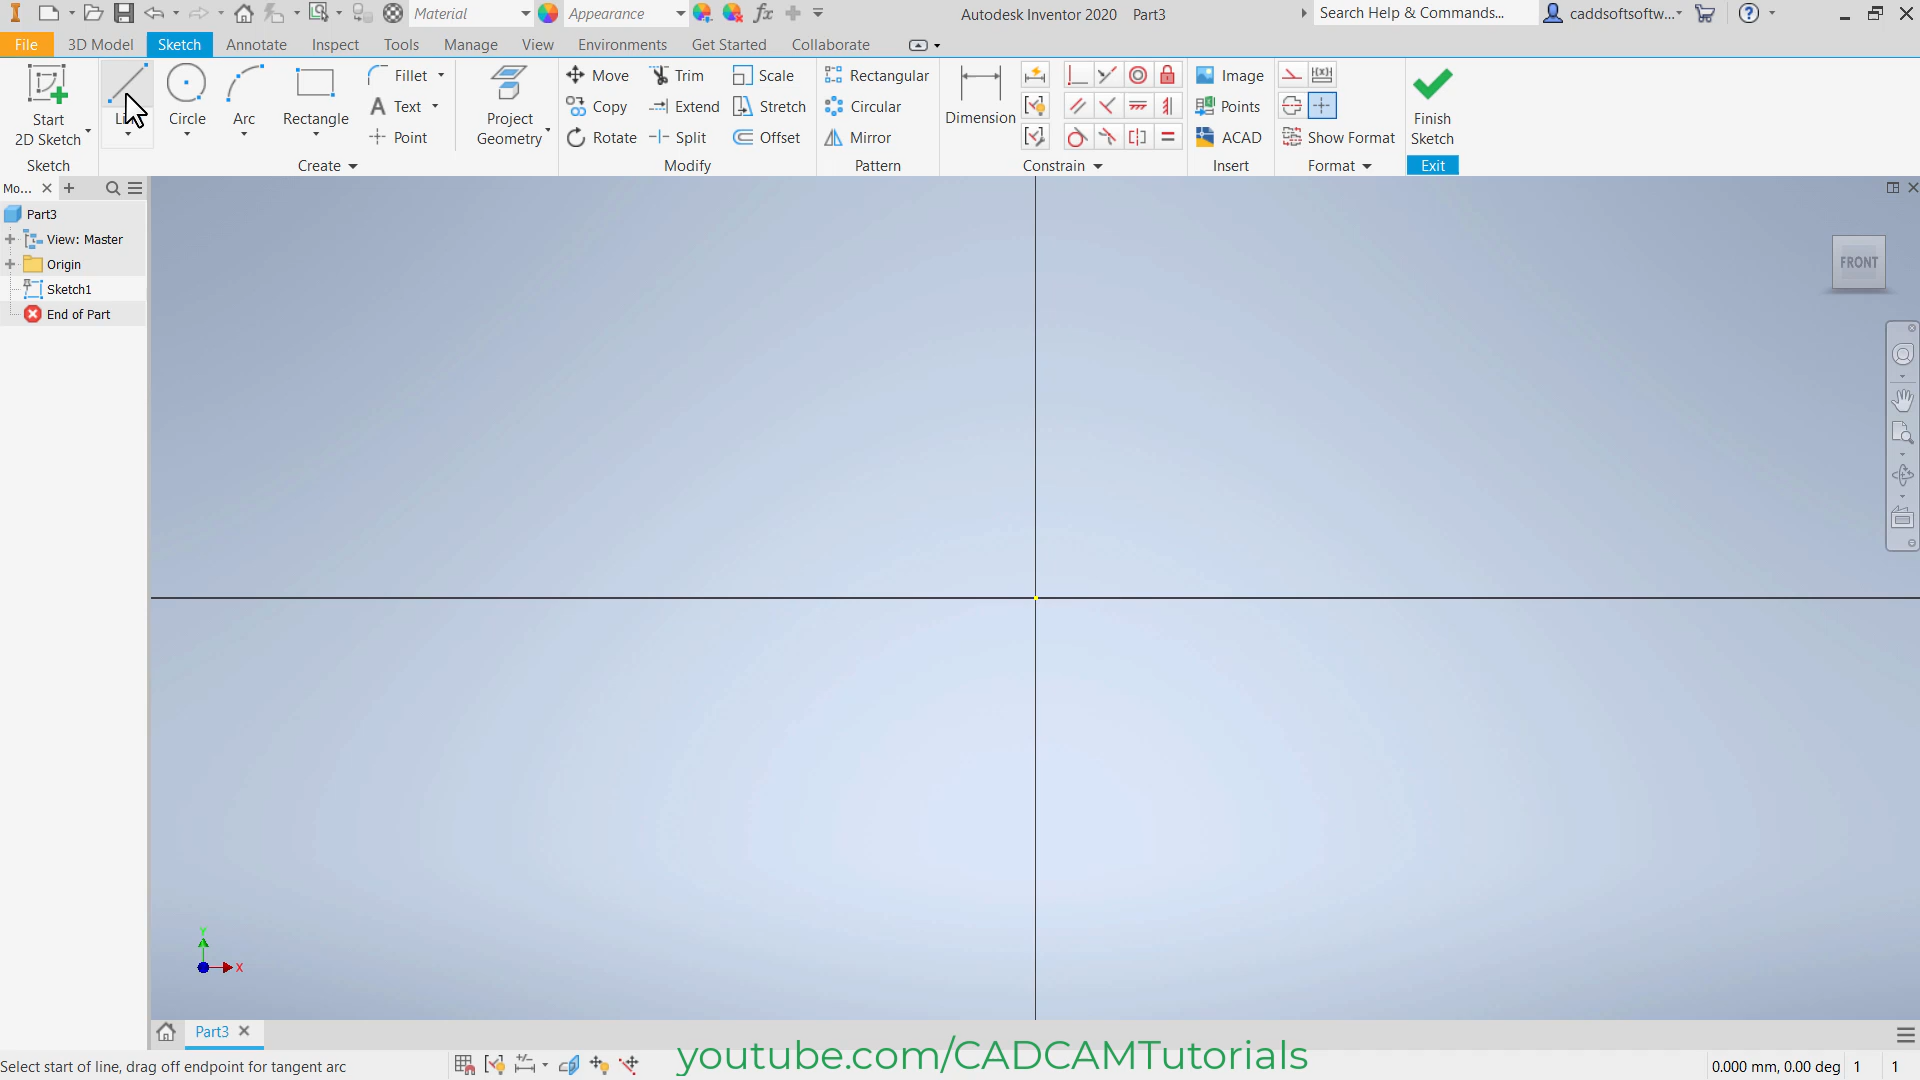 Material
Appearance
fx
Autodesk Inventor 2020 Part3
Search Help & Commands...
caddsoftsoftw...
File 3D Model Sketch Annotate Inspect Tools Manage View Environments Get Started Collaborate
Start
2D Sketch
Circle
Arc
Rectangle
Fillet
Text
Point
Project
Geometry
Move
Copy
Rotate
Trim
Extend
Split
Scale
Stretch
Offset
Rectangular
Circular
Mirror
Dimension
Image
Points
ACAD
Show Format
Finish
Sketch
Sketch
Create
Modify
Pattern
Constrain
Insert
Format
Exit
Mo...
Part3
View: Master
Origin
Sketch1
End of Part
FRONT
Y
X
Part3
Select start of line, drag off endpoint for tangent arc
youtube.com/CADCAMTutorials
0.000 mm, 0.00 deg 1 1